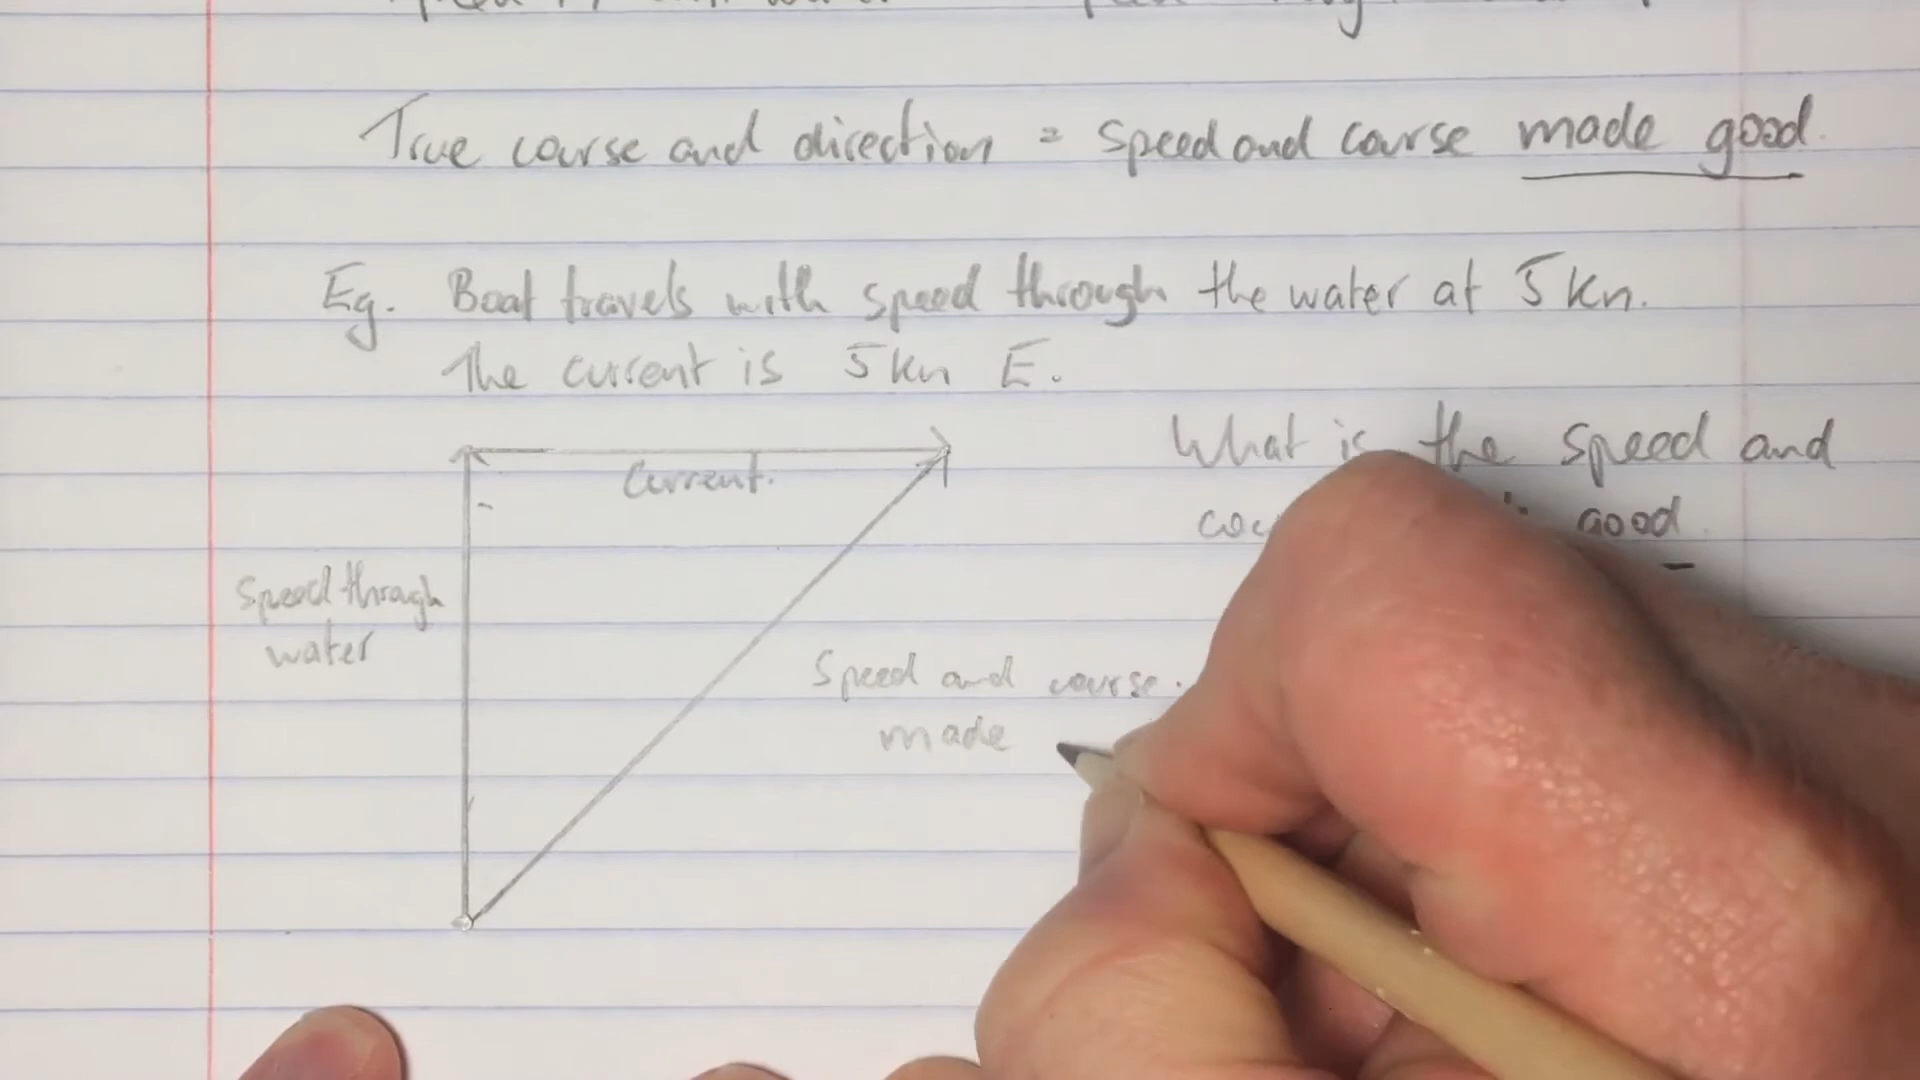 True course and direction = speed and course made good.
Eg. Boat travels with speed through the water at 5 kn.
The current is 5 kn E.
What is the speed and
good
Current.
Speed through
water
Speed and course
made